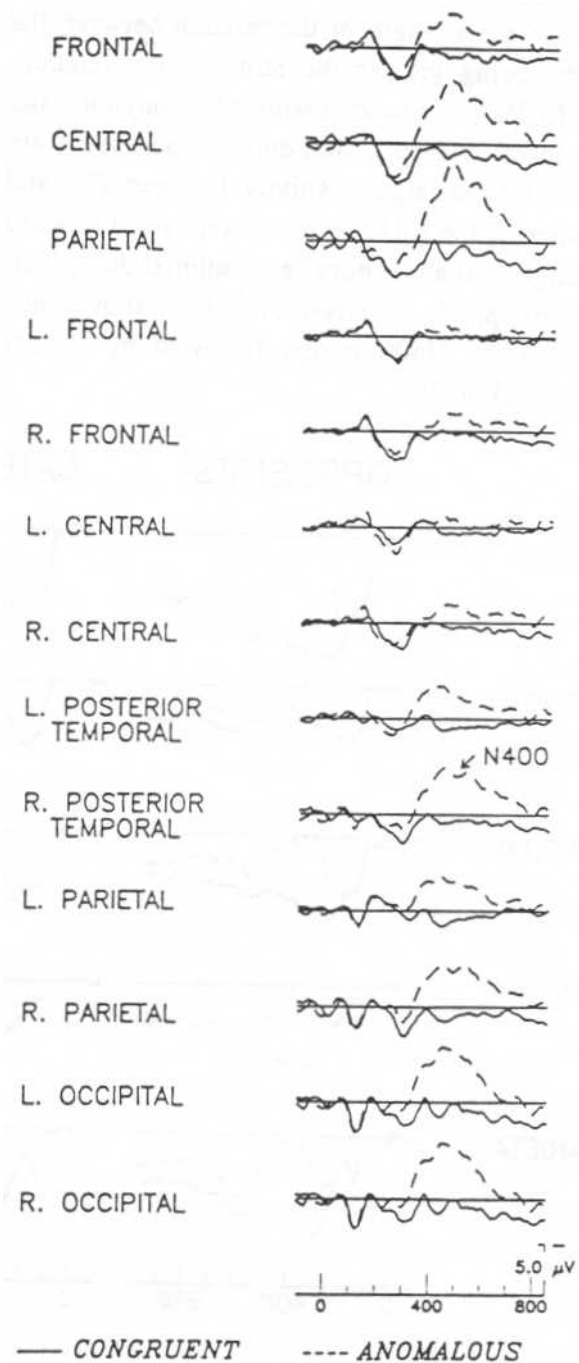 FRONTAL
CENTRAL
PARIETAL
L. FRONTAL
R. FRONTAL
L. CENTRAL
R. CENTRAL
L. POSTERIOR
TEMPORAL
N400
R. POSTERIOR
TEMPORAL
L. PARIETAL
R. PARIETAL
L. OCCIPITAL
R. OCCIPITAL
5.0 μV
0 400 800
CONGRUENT ANOMALOUS